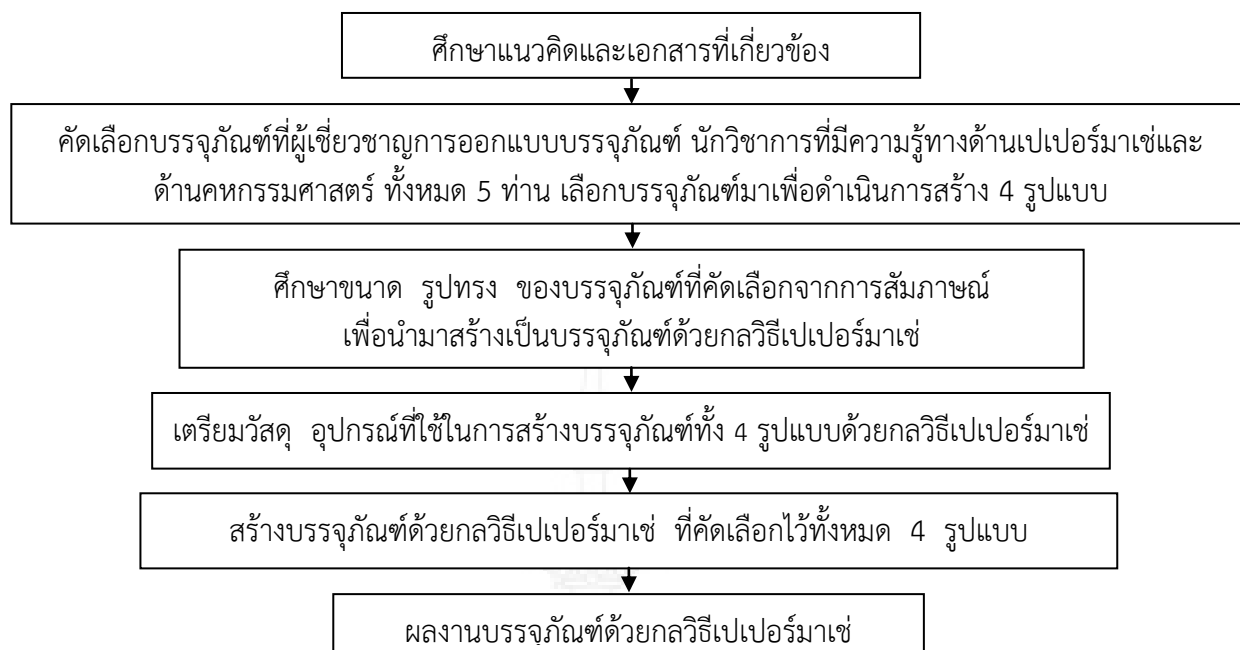 ศึกษาแนวคิดและเอกสารที่เกี่ยวข้อง
คัดเลือกบรรจุภัณฑ์ที่ผู้เชี่ยวชาญการออกแบบบรรจุภัณฑ์ นักวิชาการที่มีความรู้ทางด้านเปเปอร์มาเช่และ
ด้านคหกรรมศาสตร์ ทั้งหมด 5 ท่าน เลือกบรรจุภัณฑ์มาเพื่อดำเนินการสร้าง 4 รูปแบบ
ศึกษาขนาด รูปทรง ของบรรจุภัณฑ์ที่คัดเลือกจากการสัมภาษณ์
เพื่อนำมาสร้างเป็นบรรจุภัณฑ์ด้วยกลวิธีเปเปอร์มาเช่
เตรียมวัสดุ อุปกรณ์ที่ใช้ในการสร้างบรรจุภัณฑ์ทั้ง 4 รูปแบบด้วยกลวิธีเปเปอร์มาเช่
สร้างบรรจุภัณฑ์ด้วยกลวิธีเปเปอร์มาเช่ ที่คัดเลือกไว้ทั้งหมด 4 รูปแบบ
ผลงานบรรจุภัณฑ์ด้วยกลวิธีเปเปอร์มาเช่